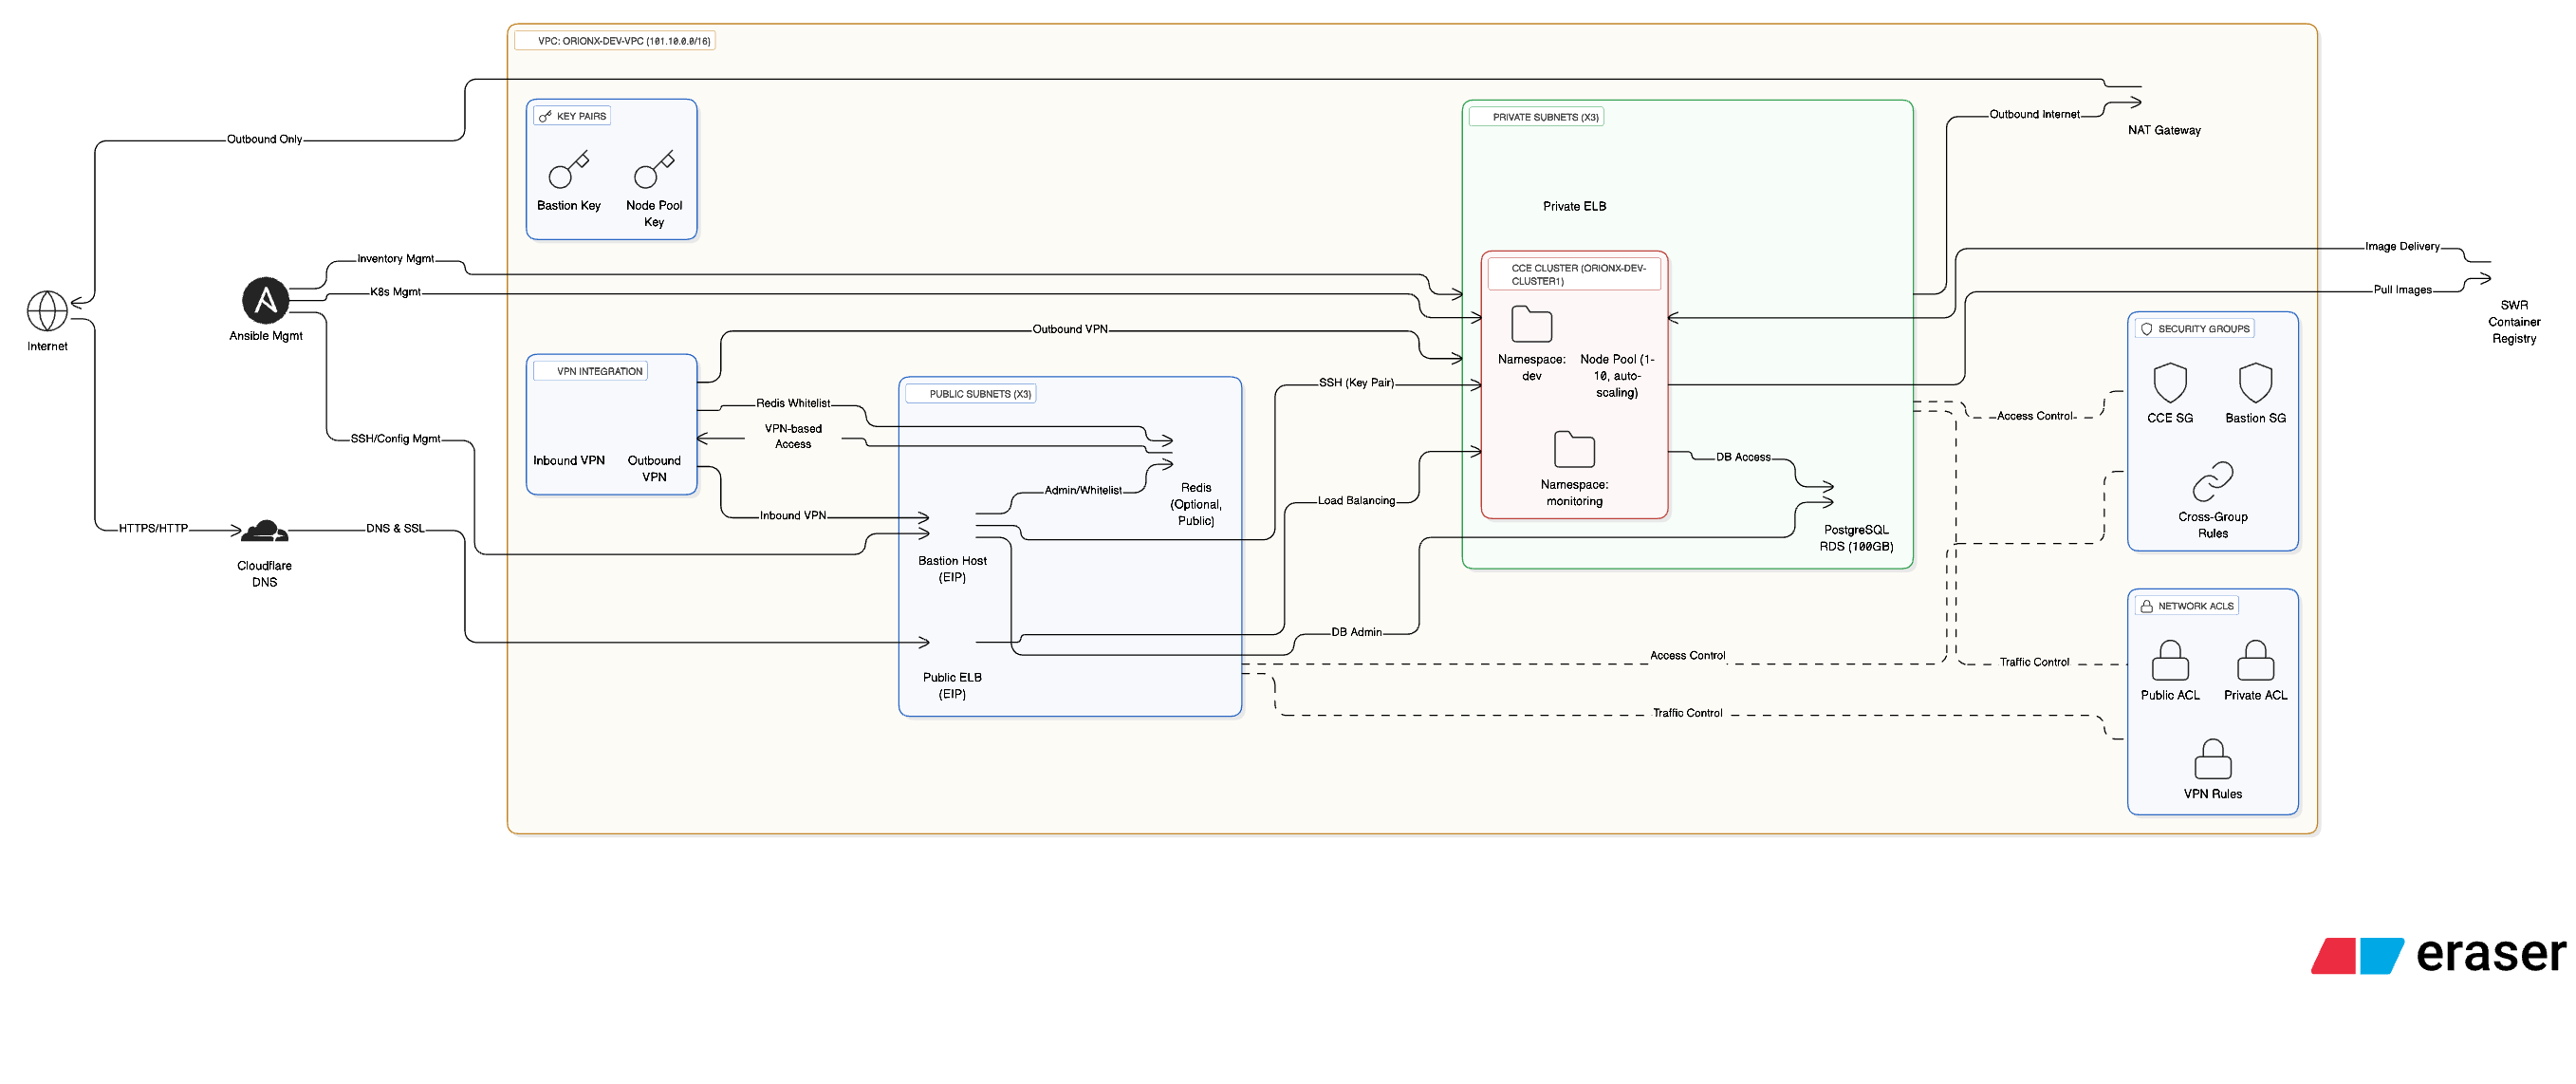 VPC: ORIONX-DEV-VPC (101.10.0.0/16)
Outbound Only
KEY PAIRS
Bastion Key
Node Pool
Key
PRIVATE SUBNETS (X3)
Outbound Internet
NAT Gateway
Private ELB
Inventory Mgmt
K8s Mgmt
Ansible Mgmt
Internet
CCE CLUSTER (ORIONX-DEV-
CLUSTER1)
Namespace:
dev
Node Pool (1-
10, auto-
scaling)
Namespace:
monitoring
Image Delivery
Pull Images
SWR
Container
Registry
SECURITY GROUPS
CCE SG
Bastion SG
Cross-Group
Rules
Access Control
VPN INTEGRATION
Inbound VPN
Outbound
VPN
Outbound VPN
Redis Whitelist
VPN-based
Access
SSH/Config Mgmt
Inbound VPN
PUBLIC SUBNETS (X3)
Admin/Whitelist
Redis
(Optional,
Public)
Bastion Host
(EIP)
Public ELB
(EIP)
SSH (Key Pair)
Load Balancing
DB Access
PostgreSQL
RDS (100GB)
DB Admin
HTTPS/HTTP
Cloudflare
DNS
DNS & SSL
Access Control
Traffic Control
Traffic Control
NETWORK ACLS
Public ACL
Private ACL
VPN Rules
eraser